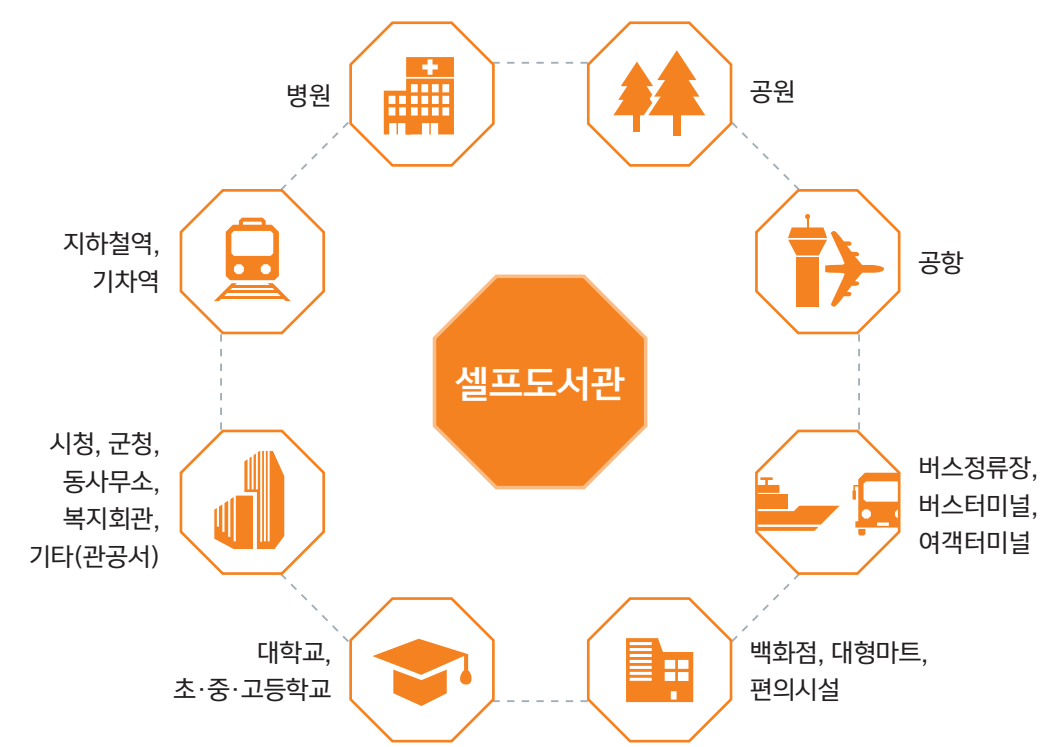 병원
공원
지하철역,
기차역
공항
셀프도서관
시청, 군청,
동사무소,
복지회관,
기타(관공서)
버스정류장,
버스터미널,
여객터미널
대학교,
초·중·고등학교
백화점, 대형마트,
편의시설